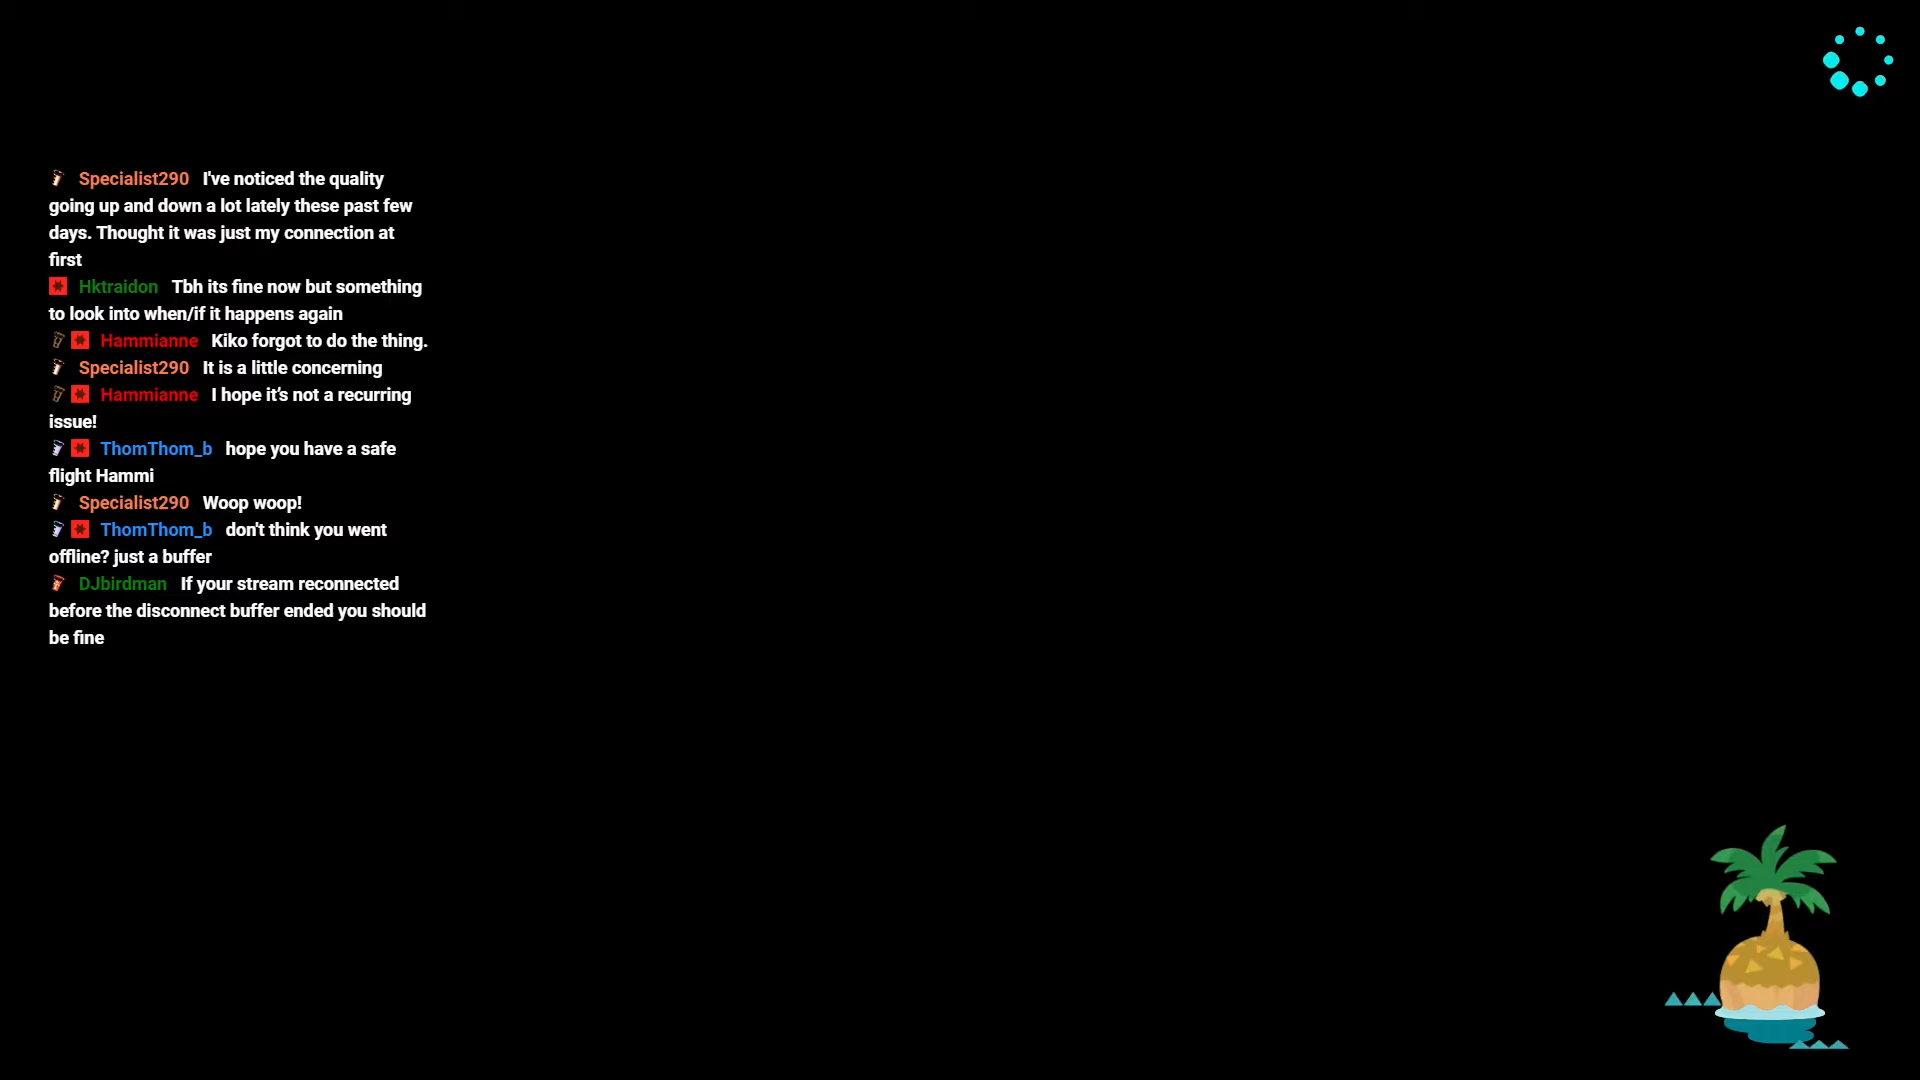 Specialist290 I've noticed the quality
going up and down a lot lately these past few
days. Thought it was just my connection at
first
Hktraidon Tbh its fine now but something
to look into when/if it happens again
Hammianne Kiko forgot to do the thing.
Specialist290 It is a little concerning
Hammianne I hope it’s not a recurring
issue!
ThomThom_b hope you have a safe
flight Hammi
Specialist290 Woop woop!
ThomThom_b don't think you went
offline? just a buffer
DJbirdman If your stream reconnected
before the disconnect buffer ended you should
be fine